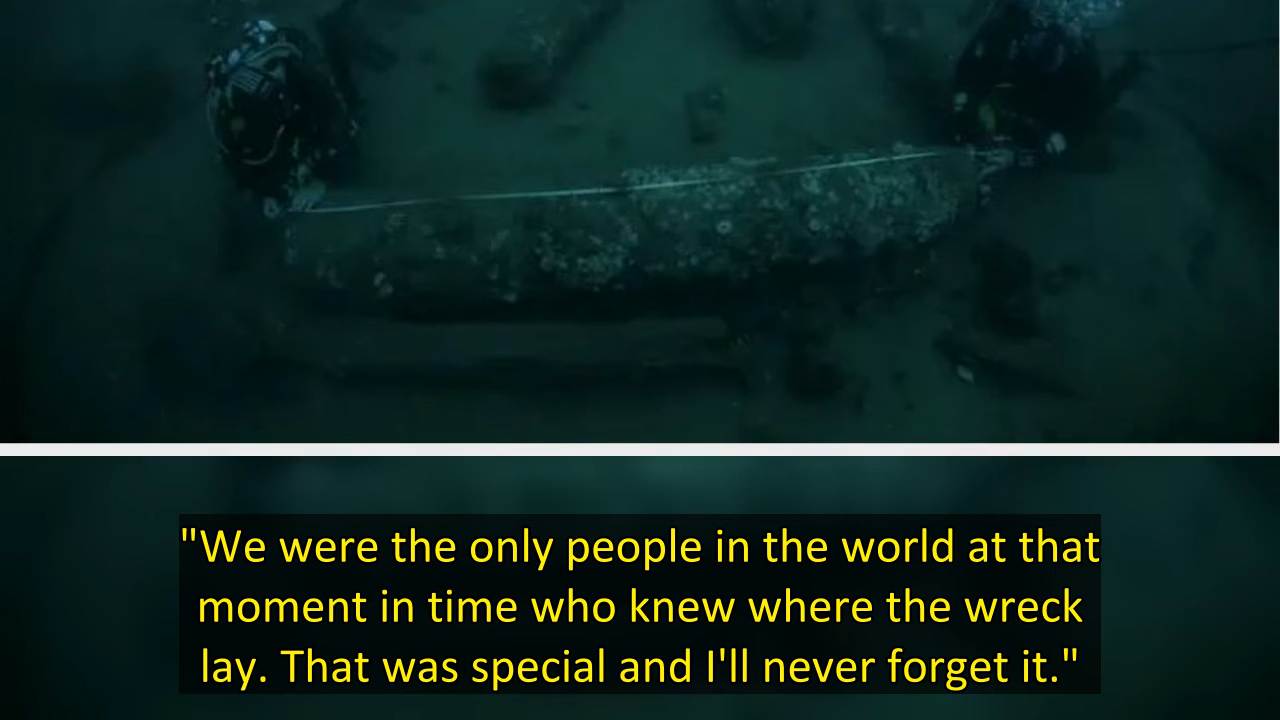 "We were the only people in the world at that
moment in time who knew where the wreck
lay. That was special and I'll never forget it."